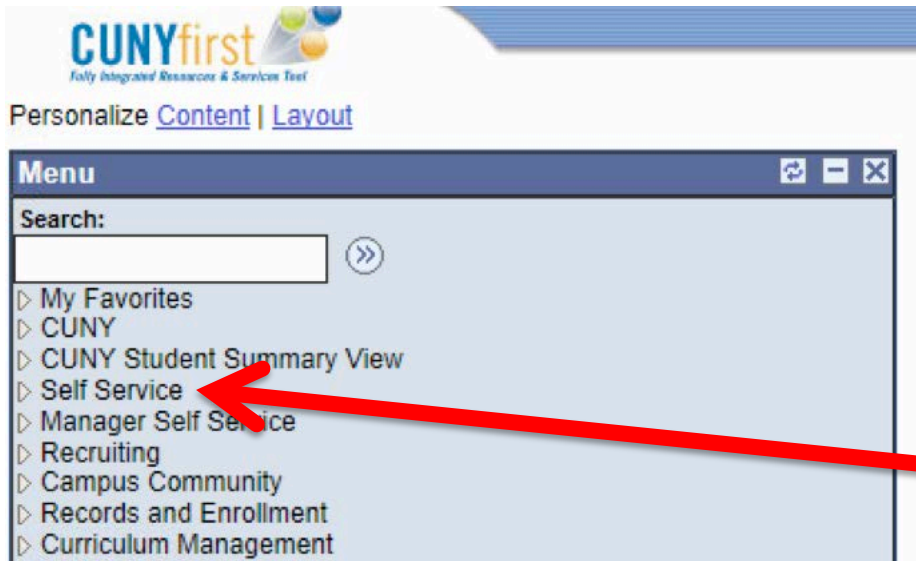 CUNYfirst
Fully Integrated Resources & Services Tool
Personalize Content | Layout
Menu
Search:
My Favorites
CUNY
CUNY Student Summary View
Self Service
Manager Self Service
Recruiting
Campus Community
Records and Enrollment
Curriculum Management